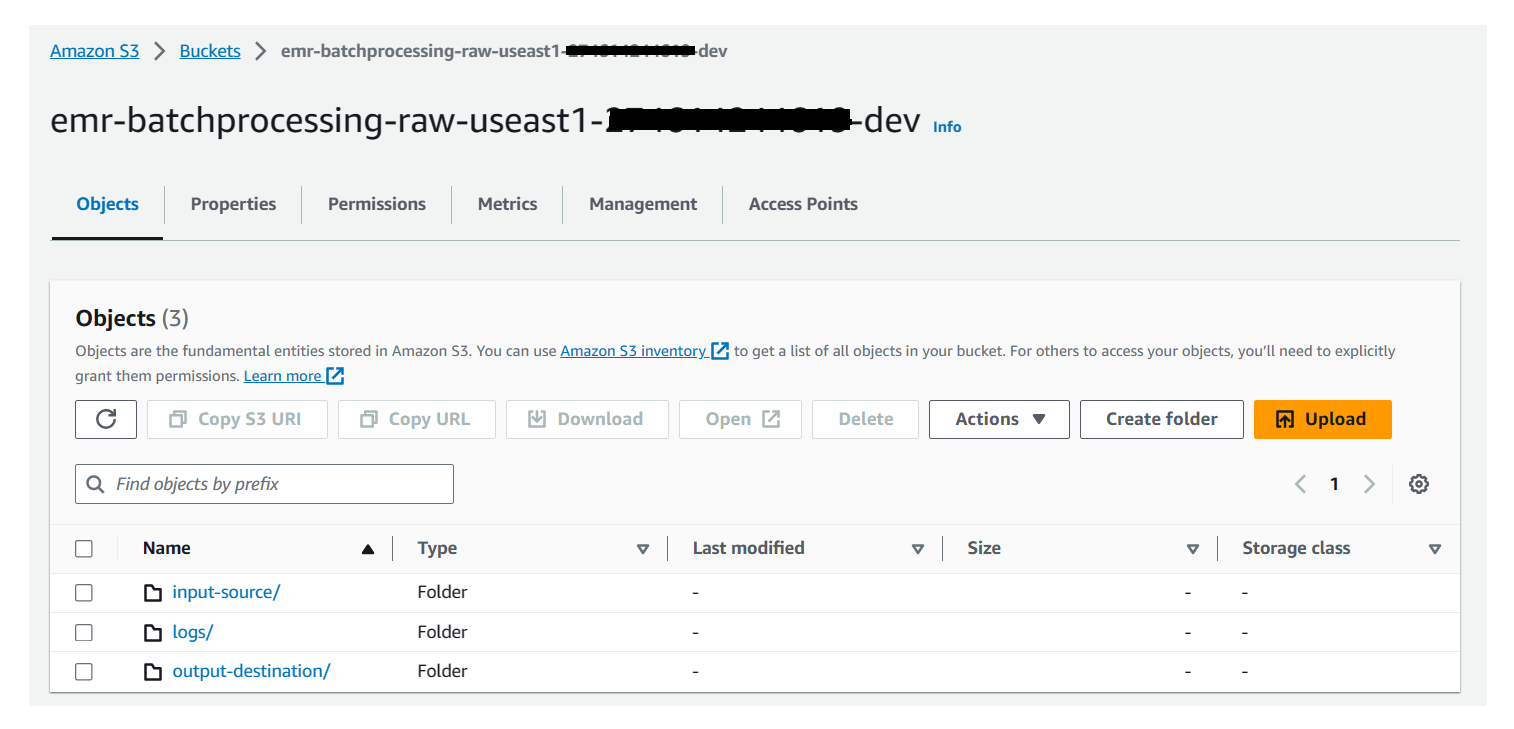 Amazon S3 > Buckets > emr-batchprocessing-raw-useast1- -dev
emr-batchprocessing-raw-useast1- -dev Info
Objects Properties Permissions Metrics Management Access Points
Objects (3)
Objects are the fundamental entities stored in Amazon S3. You can use Amazon S3 inventory to get a list of all objects in your bucket. For others to access your objects, you’ll need to explicitly
grant them permissions. Learn more
Copy S3 URI Copy URL Download Open Delete Actions Create folder Upload
Find objects by prefix 1
Name Type Last modified Size Storage class
input-source/ Folder - - -
logs/ Folder - - -
output-destination/ Folder - - -